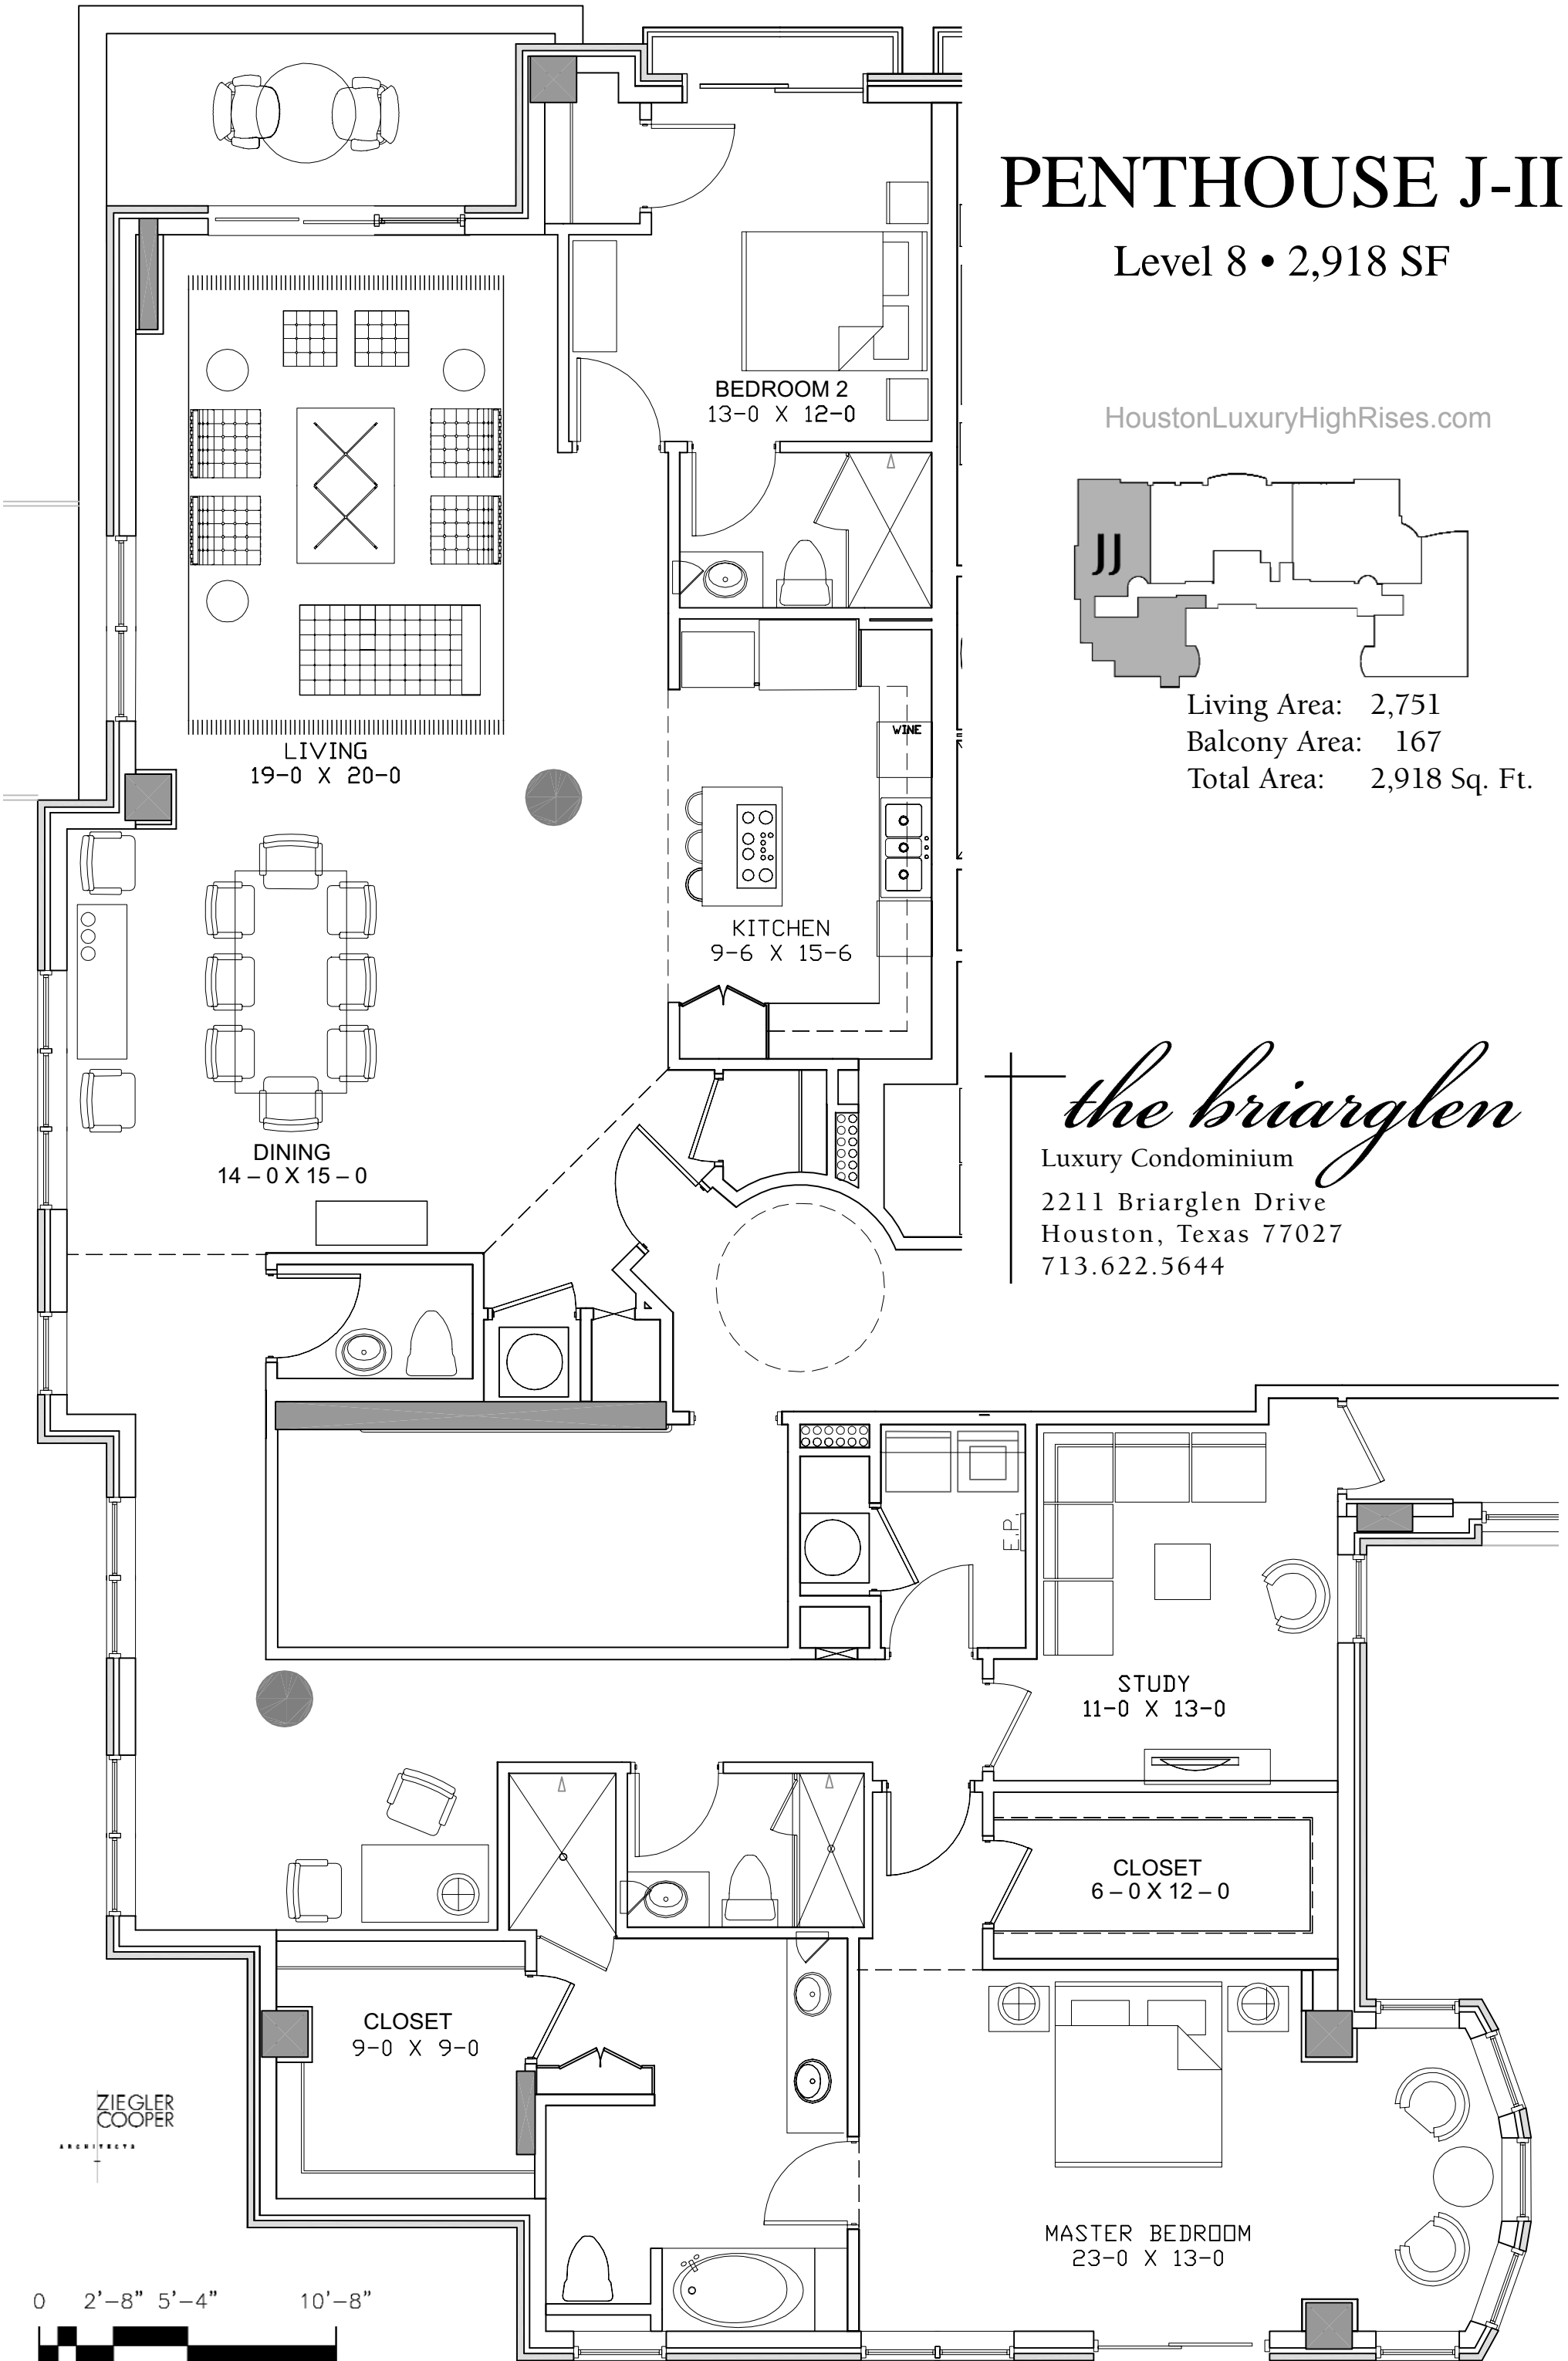 PENTHOUSE J-II
Level 8 • 2,918 SF
HoustonLuxuryHighRises.com
JJ
Living Area: 2,751
Balcony Area: 167
Total Area: 2,918 Sq. Ft.
BEDROOM 2
13-0 X 12-0
WINE
LIVING
19-0 X 20-0
KITCHEN
9-6 X 15-6
the briarglen
Luxury Condominium
2211 Briarglen Drive
Houston, Texas 77027
713.622.5644
DINING
14 – 0 X 15 – 0
E.P.
STUDY
11-0 X 13-0
CLOSET
6 – 0 X 12 – 0
CLOSET
9-0 X 9-0
ZIEGLER
COOPER
ARCHITECTS
MASTER BEDROOM
23-0 X 13-0
0 2'-8" 5'-4" 10'-8"